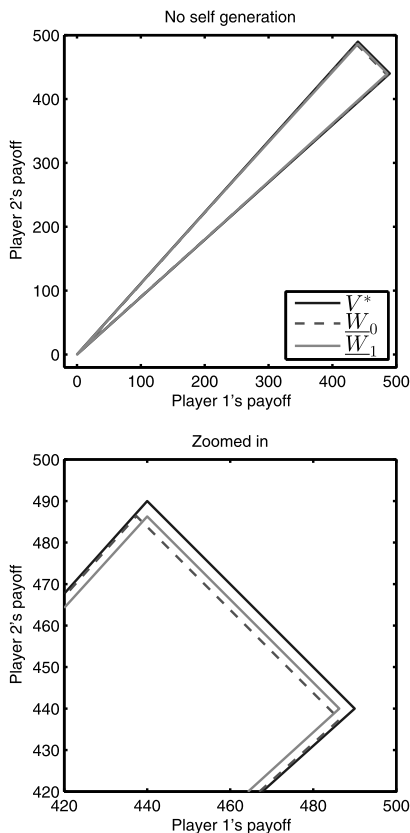 No self generation
500
400
300
200
100
0
Player 2's payoff
V*
W0
W1
0 100 200 300 400 500
Player 1's payoff
Zoomed in
500
490
480
470
460
450
440
430
420
Player 2's payoff
420 440 460 480 500
Player 1's payoff